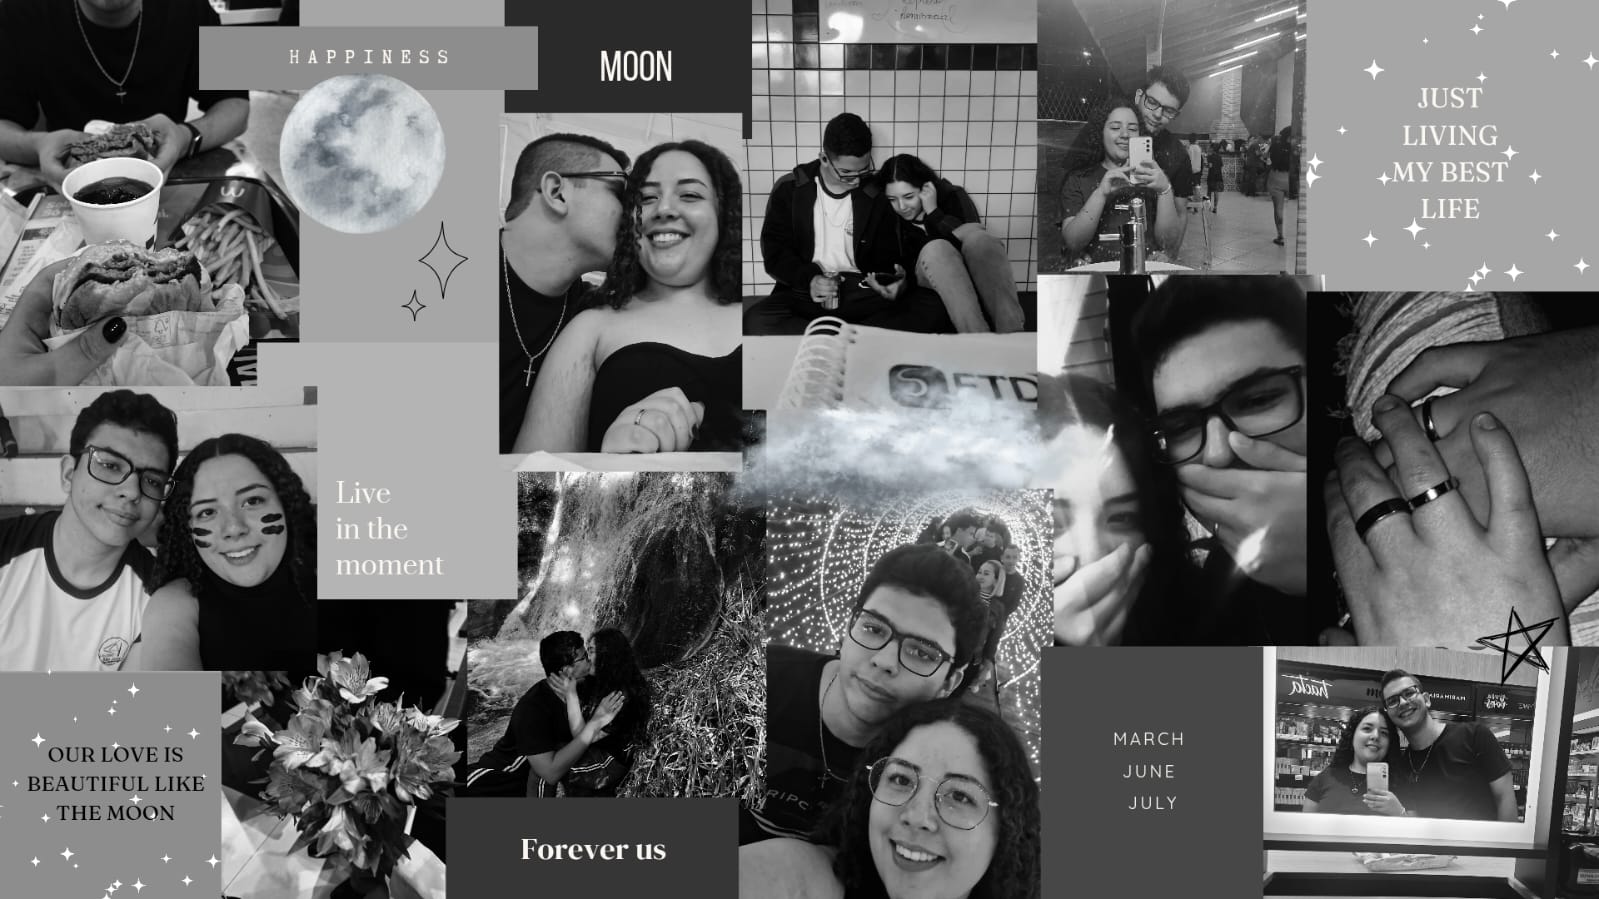 HAPPINESS
MOON
JUST
LIVING
MY BEST
LIFE
Live
in the
moment
OUR LOVE IS
BEAUTIFUL LIKE
THE MOON
Forever us
MARCH
JUNE
JULY
FTD